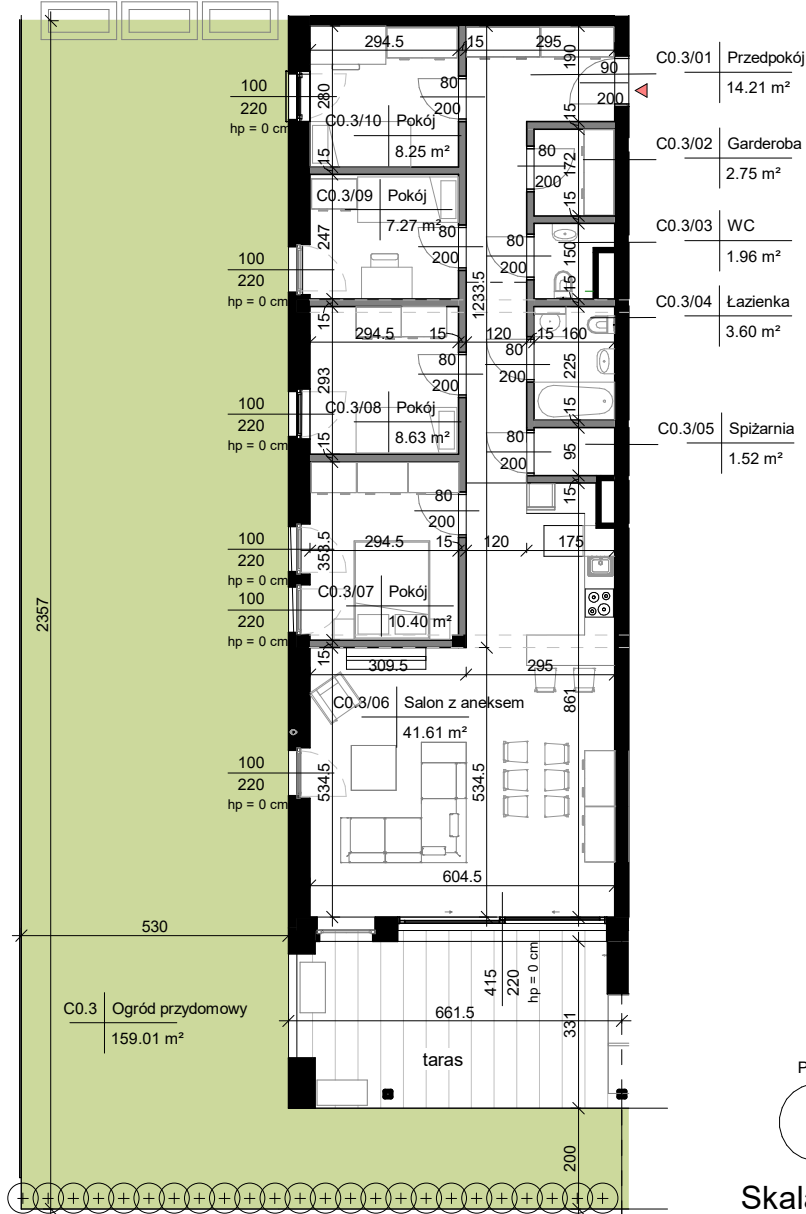 294.5 15 295
190
C0.3/01 Przedpokój
14.21 m²
90
200
100
220
hp = 0 cm
280
80
200
15
C0.3/10 Pokój
8.25 m²
15
C0.3/02 Garderoba
2.75 m²
80
200
172
15
C0.3/09 Pokój
7.27 m²
247
80
200
C0.3/03 WC
1.96 m²
80
200
150
15
100
220
hp = 0 cm
1233.5
C0.3/04 Łazienka
3.60 m²
15
294.5 15 120 15 160
80
200
80
200
225
15
293
C0.3/08 Pokój
8.63 m²
15
100
220
hp = 0 cm
C0.3/05 Spiżarnia
1.52 m²
80
200
95
15
80
200
100
220
hp = 0 cm
353.5
294.5 15 120 175
C0.3/07 Pokój
10.40 m²
100
220
hp = 0 cm
2357
15
309.5 295
861
C0.3/06 Salon z aneksem
41.61 m²
100
220
hp = 0 cm
534.5
534.5
604.5
530
415
220
hp = 0 cm
C0.3 Ogród przydomowy
159.01 m²
661.5
331
taras
P
200
Skala